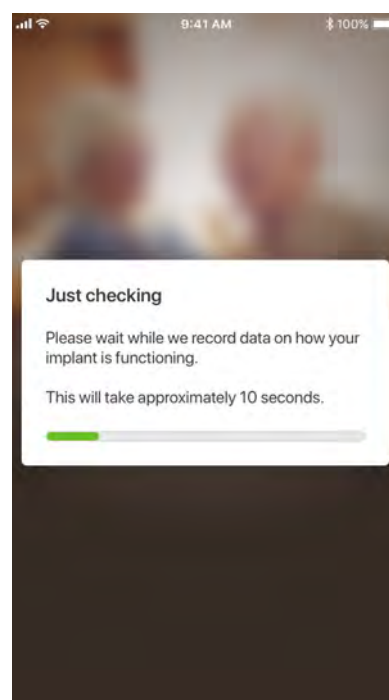 9:41 AM
100%
Just checking
Please wait while we record data on how your
implant is functioning.
This will take approximately 10 seconds.